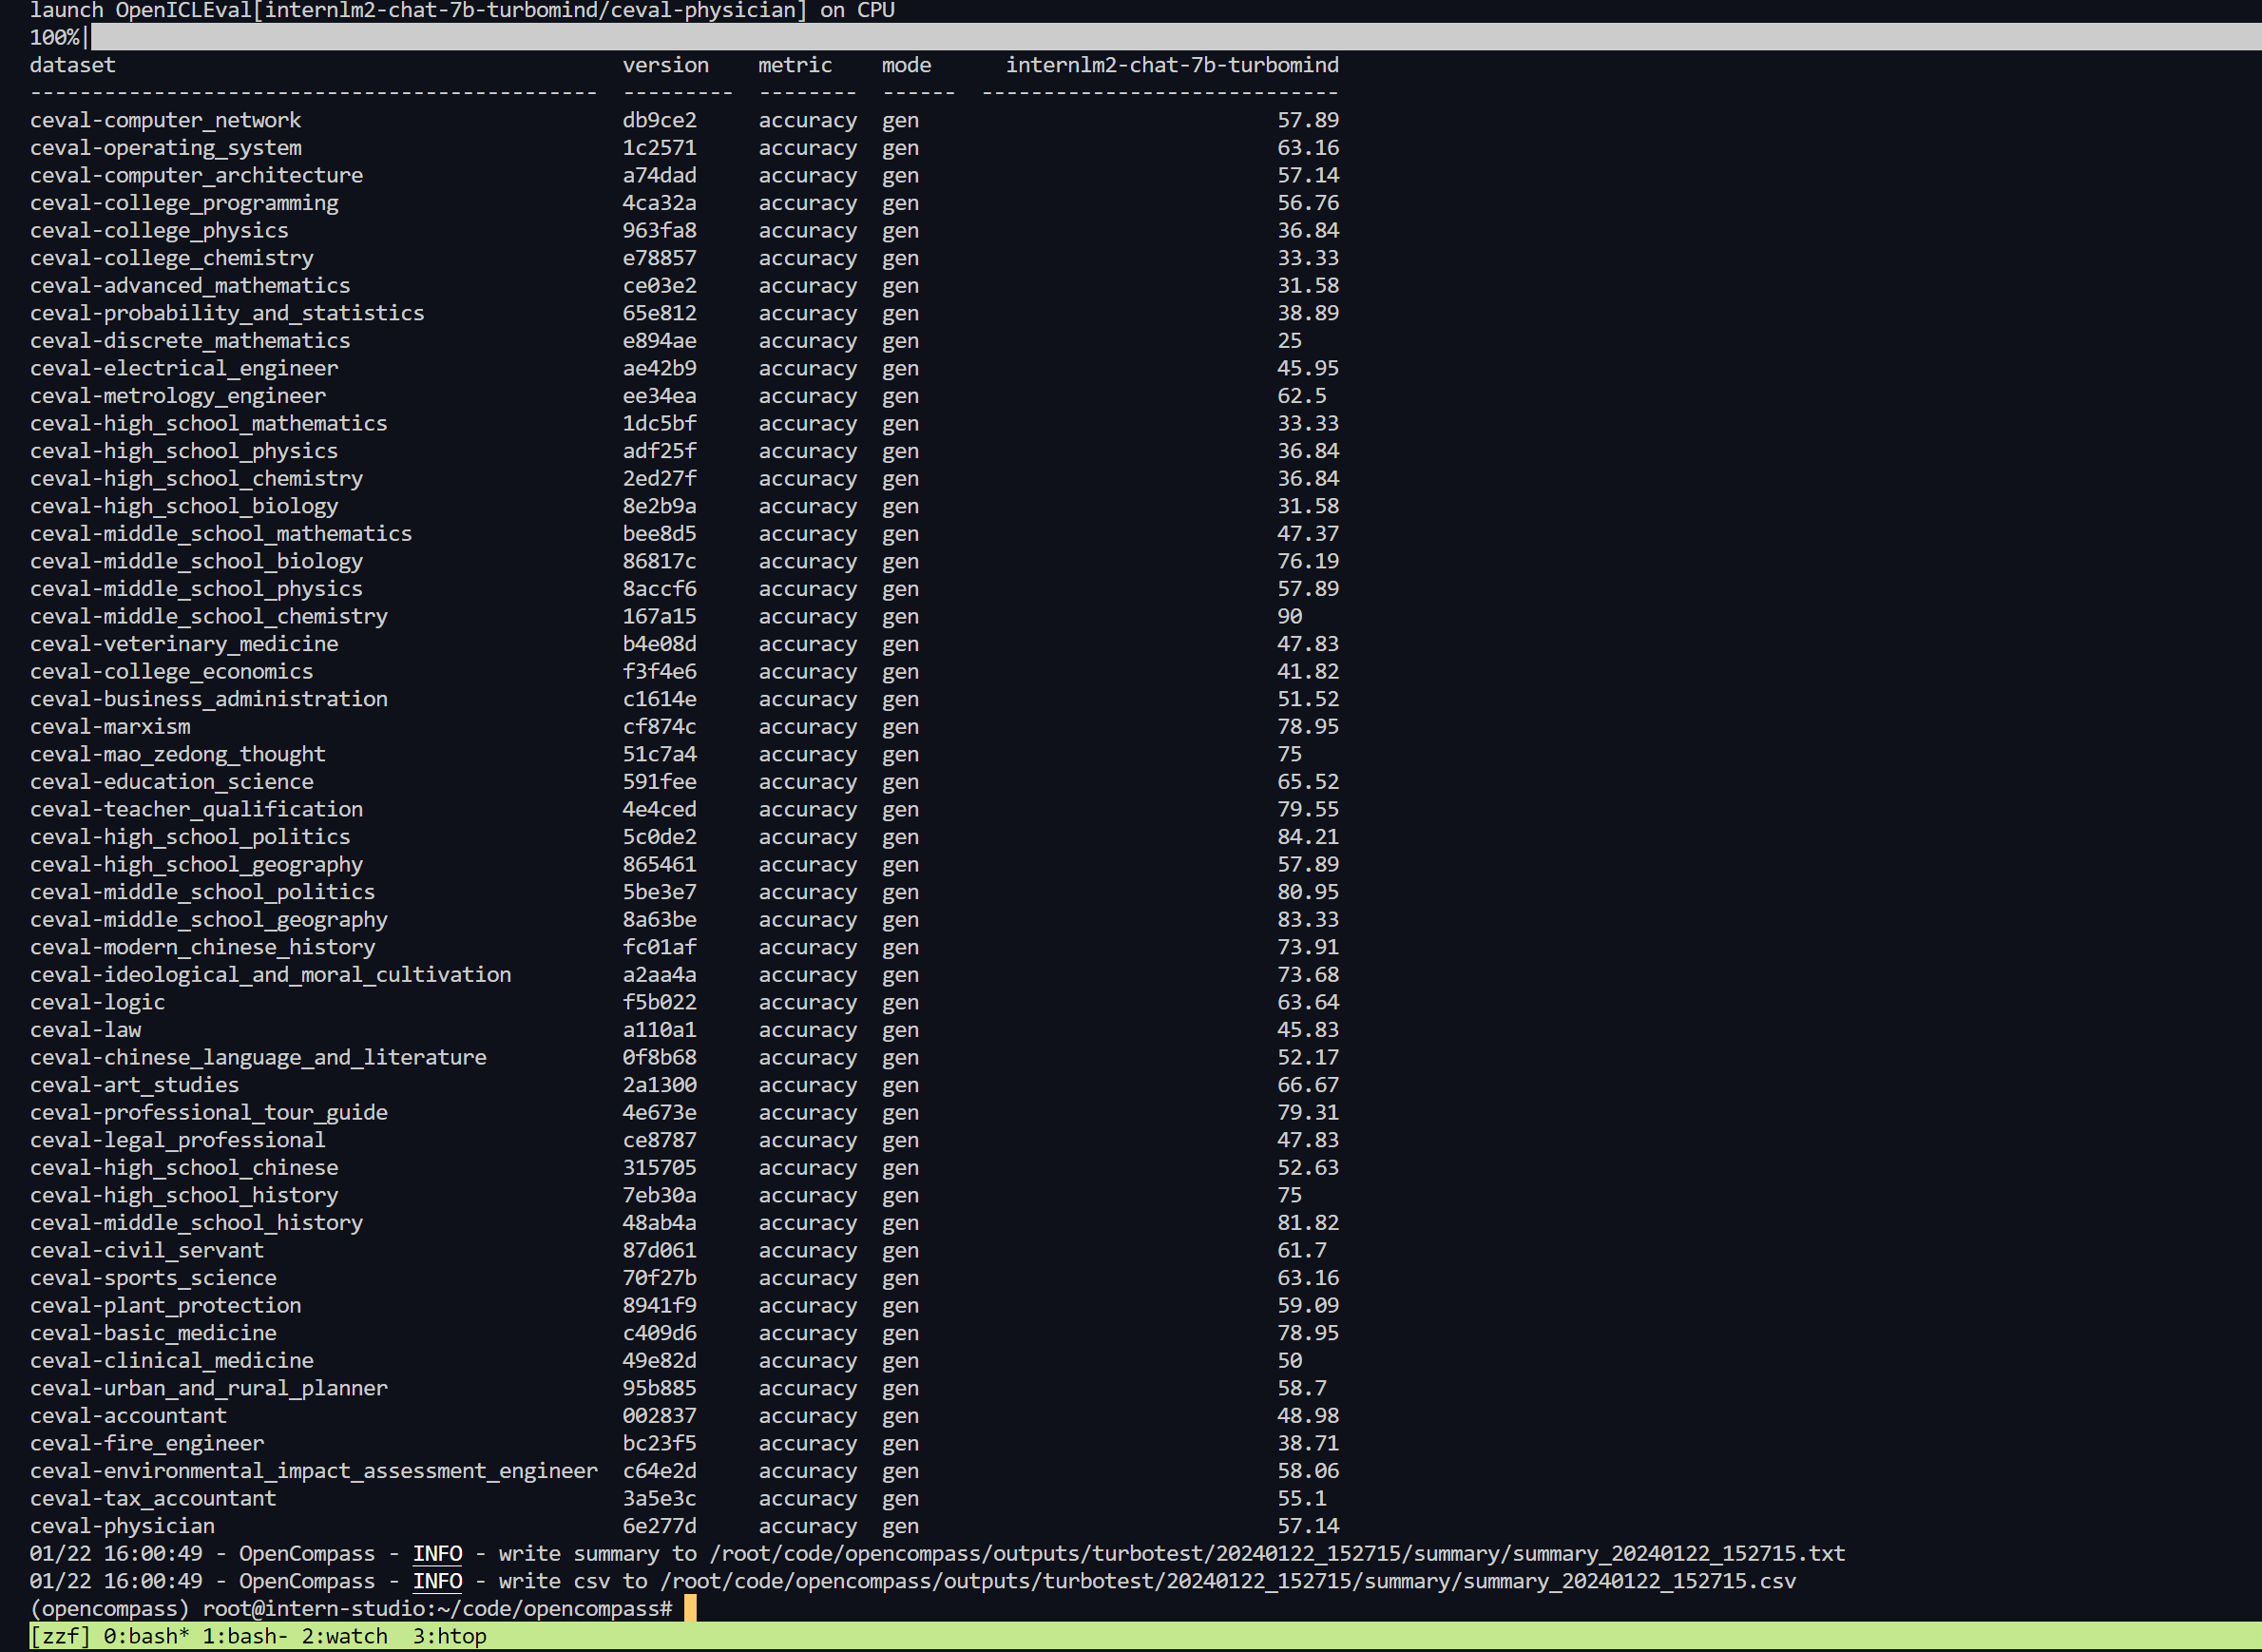 launch OpenICLEval[internlm2-chat-7b-turbomind/ceval-physician] on CPU
100%|
dataset                                         version    metric    mode      internlm2-chat-7b-turbomind
----------------------------------------------  ---------  --------  ------  -----------------------------
ceval-computer_network                          db9ce2     accuracy  gen                             57.89
ceval-operating_system                          1c2571     accuracy  gen                             63.16
ceval-computer_architecture                     a74dad     accuracy  gen                             57.14
ceval-college_programming                       4ca32a     accuracy  gen                             56.76
ceval-college_physics                           963fa8     accuracy  gen                             36.84
ceval-college_chemistry                         e78857     accuracy  gen                             33.33
ceval-advanced_mathematics                      ce03e2     accuracy  gen                             31.58
ceval-probability_and_statistics                65e812     accuracy  gen                             38.89
ceval-discrete_mathematics                      e894ae     accuracy  gen                             25
ceval-electrical_engineer                       ae42b9     accuracy  gen                             45.95
ceval-metrology_engineer                        ee34ea     accuracy  gen                             62.5
ceval-high_school_mathematics                   1dc5bf     accuracy  gen                             33.33
ceval-high_school_physics                       adf25f     accuracy  gen                             36.84
ceval-high_school_chemistry                     2ed27f     accuracy  gen                             36.84
ceval-high_school_biology                       8e2b9a     accuracy  gen                             31.58
ceval-middle_school_mathematics                 bee8d5     accuracy  gen                             47.37
ceval-middle_school_biology                     86817c     accuracy  gen                             76.19
ceval-middle_school_physics                     8accf6     accuracy  gen                             57.89
ceval-middle_school_chemistry                   167a15     accuracy  gen                             90
ceval-veterinary_medicine                       b4e08d     accuracy  gen                             47.83
ceval-college_economics                         f3f4e6     accuracy  gen                             41.82
ceval-business_administration                   c1614e     accuracy  gen                             51.52
ceval-marxism                                   cf874c     accuracy  gen                             78.95
ceval-mao_zedong_thought                        51c7a4     accuracy  gen                             75
ceval-education_science                         591fee     accuracy  gen                             65.52
ceval-teacher_qualification                     4e4ced     accuracy  gen                             79.55
ceval-high_school_politics                      5c0de2     accuracy  gen                             84.21
ceval-high_school_geography                     865461     accuracy  gen                             57.89
ceval-middle_school_politics                    5be3e7     accuracy  gen                             80.95
ceval-middle_school_geography                   8a63be     accuracy  gen                             83.33
ceval-modern_chinese_history                    fc01af     accuracy  gen                             73.91
ceval-ideological_and_moral_cultivation         a2aa4a     accuracy  gen                             73.68
ceval-logic                                     f5b022     accuracy  gen                             63.64
ceval-law                                       a110a1     accuracy  gen                             45.83
ceval-chinese_language_and_literature           0f8b68     accuracy  gen                             52.17
ceval-art_studies                               2a1300     accuracy  gen                             66.67
ceval-professional_tour_guide                   4e673e     accuracy  gen                             79.31
ceval-legal_professional                        ce8787     accuracy  gen                             47.83
ceval-high_school_chinese                       315705     accuracy  gen                             52.63
ceval-high_school_history                       7eb30a     accuracy  gen                             75
ceval-middle_school_history                     48ab4a     accuracy  gen                             81.82
ceval-civil_servant                             87d061     accuracy  gen                             61.7
ceval-sports_science                            70f27b     accuracy  gen                             63.16
ceval-plant_protection                          8941f9     accuracy  gen                             59.09
ceval-basic_medicine                            c409d6     accuracy  gen                             78.95
ceval-clinical_medicine                         49e82d     accuracy  gen                             50
ceval-urban_and_rural_planner                   95b885     accuracy  gen                             58.7
ceval-accountant                                002837     accuracy  gen                             48.98
ceval-fire_engineer                             bc23f5     accuracy  gen                             38.71
ceval-environmental_impact_assessment_engineer  c64e2d     accuracy  gen                             58.06
ceval-tax_accountant                            3a5e3c     accuracy  gen                             55.1
ceval-physician                                 6e277d     accuracy  gen                             57.14
01/22 16:00:49 - OpenCompass - INFO - write summary to /root/code/opencompass/outputs/turbotest/20240122_152715/summary/summary_20240122_152715.txt
01/22 16:00:49 - OpenCompass - INFO - write csv to /root/code/opencompass/outputs/turbotest/20240122_152715/summary/summary_20240122_152715.csv
(opencompass) root@intern-studio:~/code/opencompass#
[zzf] 0:bash* 1:bash- 2:watch  3:htop